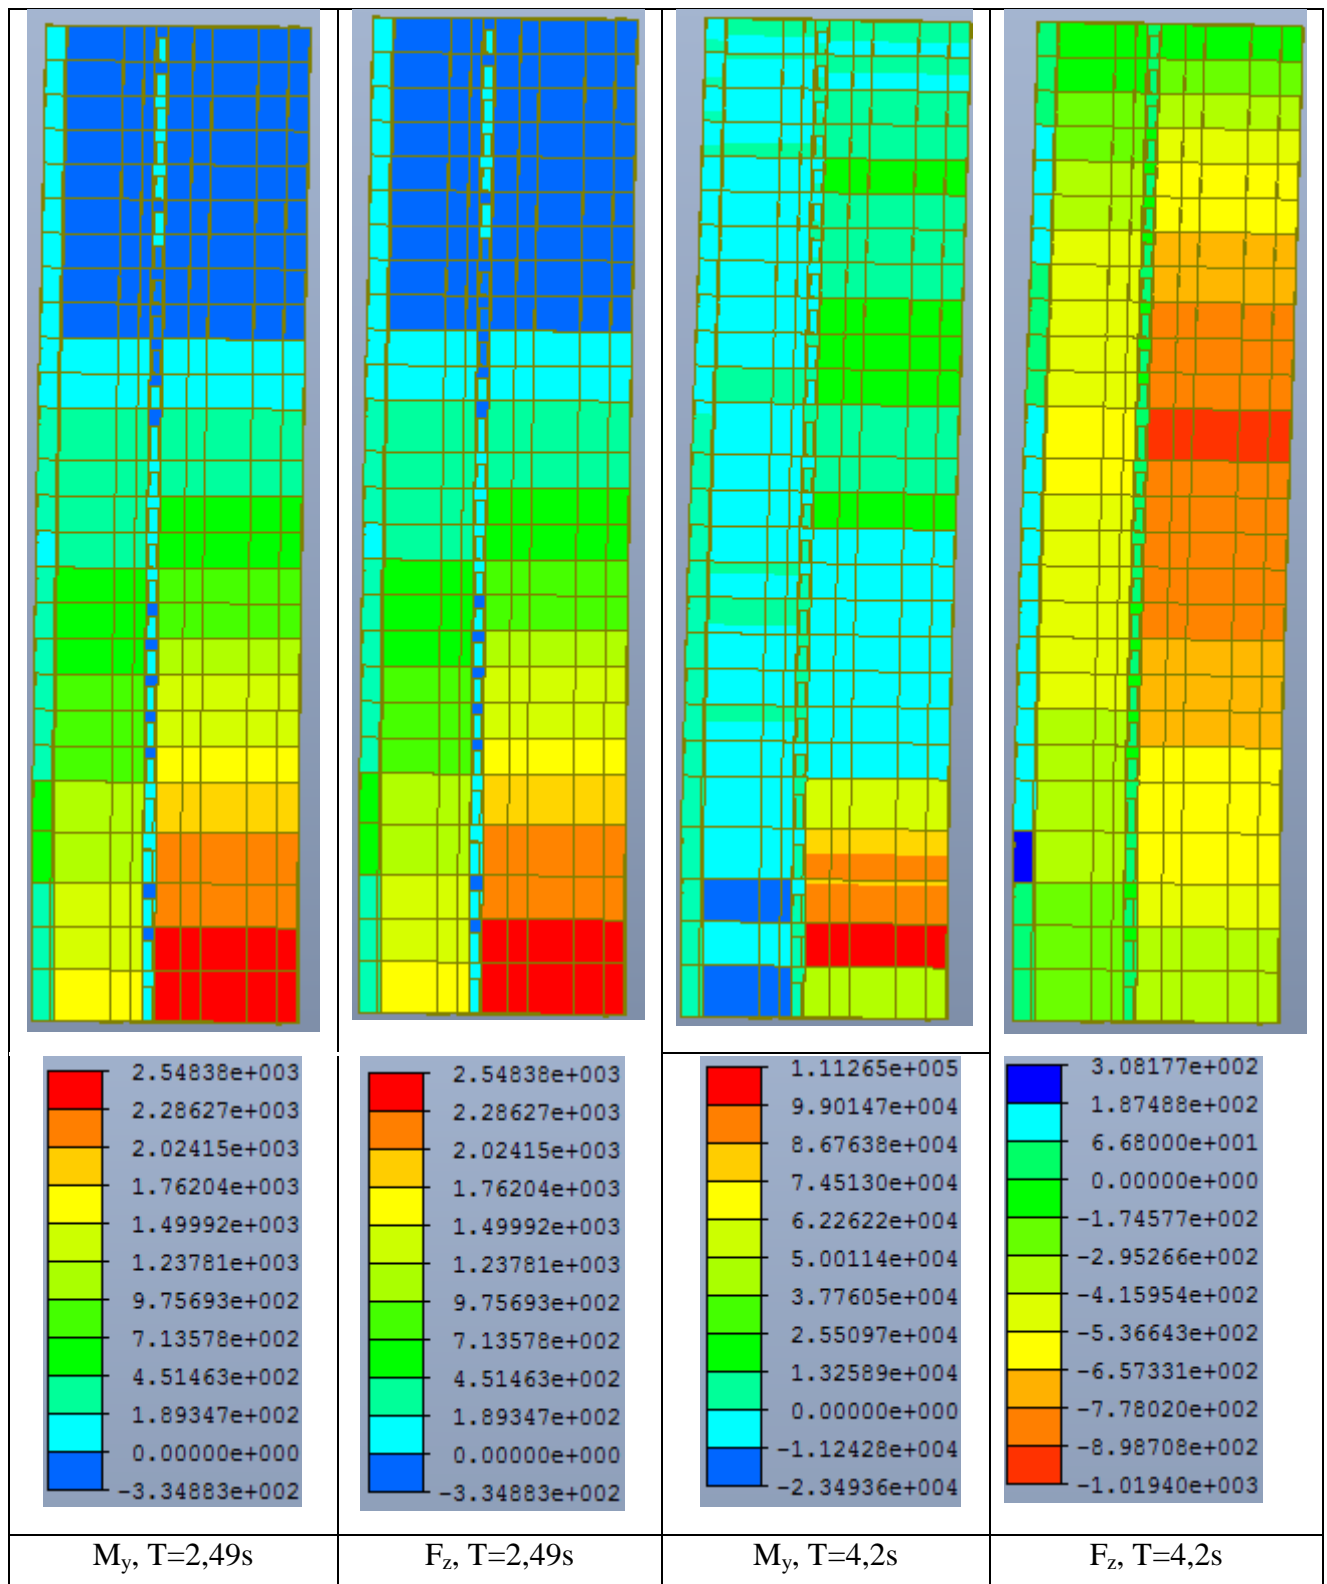 2.54838e+003
2.28627e+003
2.02415e+003
1.76204e+003
1.49992e+003
1.23781e+003
9.75693e+002
7.13578e+002
4.51463e+002
1.89347e+002
0.00000e+000
-3.34883e+002
2.54838e+003
2.28627e+003
2.02415e+003
1.76204e+003
1.49992e+003
1.23781e+003
9.75693e+002
7.13578e+002
4.51463e+002
1.89347e+002
0.00000e+000
-3.34883e+002
1.11265e+005
9.90147e+004
8.67638e+004
7.45130e+004
6.22622e+004
5.00114e+004
3.77605e+004
2.55097e+004
1.32589e+004
0.00000e+000
-1.12428e+004
-2.34936e+004
3.08177e+002
1.87488e+002
6.68000e+001
0.00000e+000
-1.74577e+002
-2.95266e+002
-4.15954e+002
-5.36643e+002
-6.57331e+002
-7.78020e+002
-8.98708e+002
-1.01940e+003
My, T=2,49s
Fz, T=2,49s
My, T=4,2s
Fz, T=4,2s